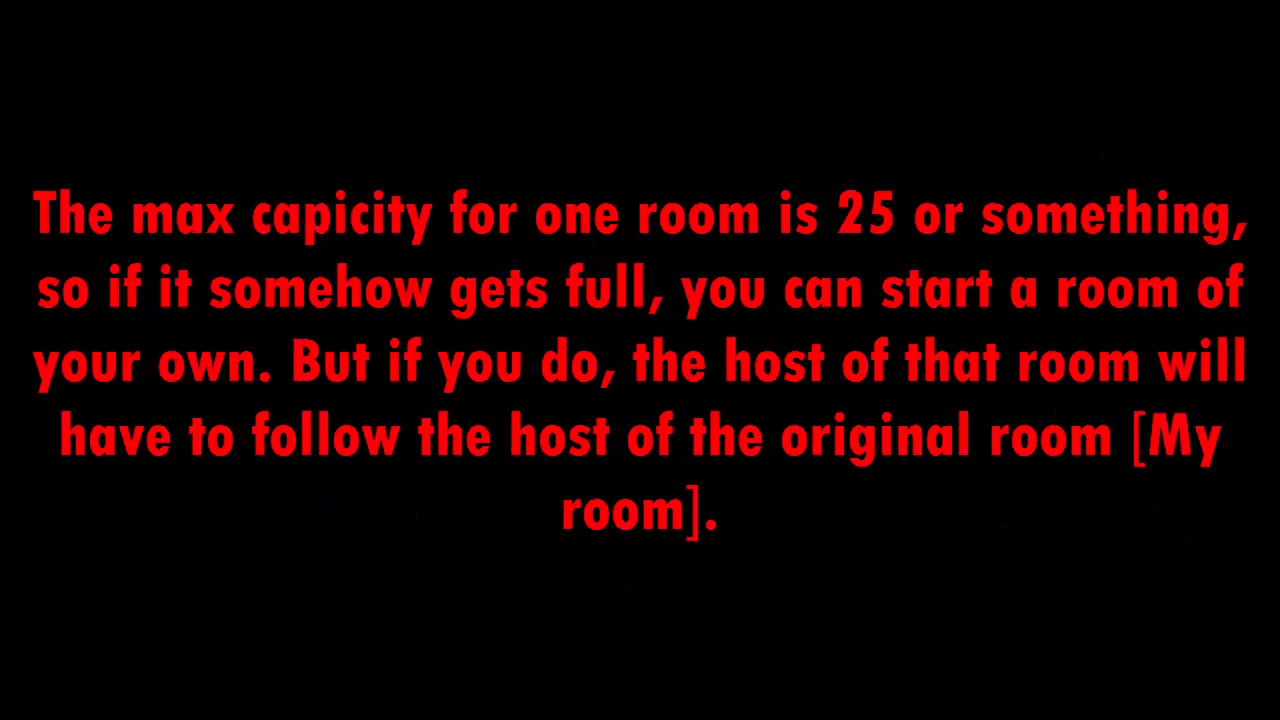 The max capicity for one room is 25 or something,
so if it somehow gets full, you can start a room of
your own. But if you do, the host of that room will
have to follow the host of the original room [My
room].